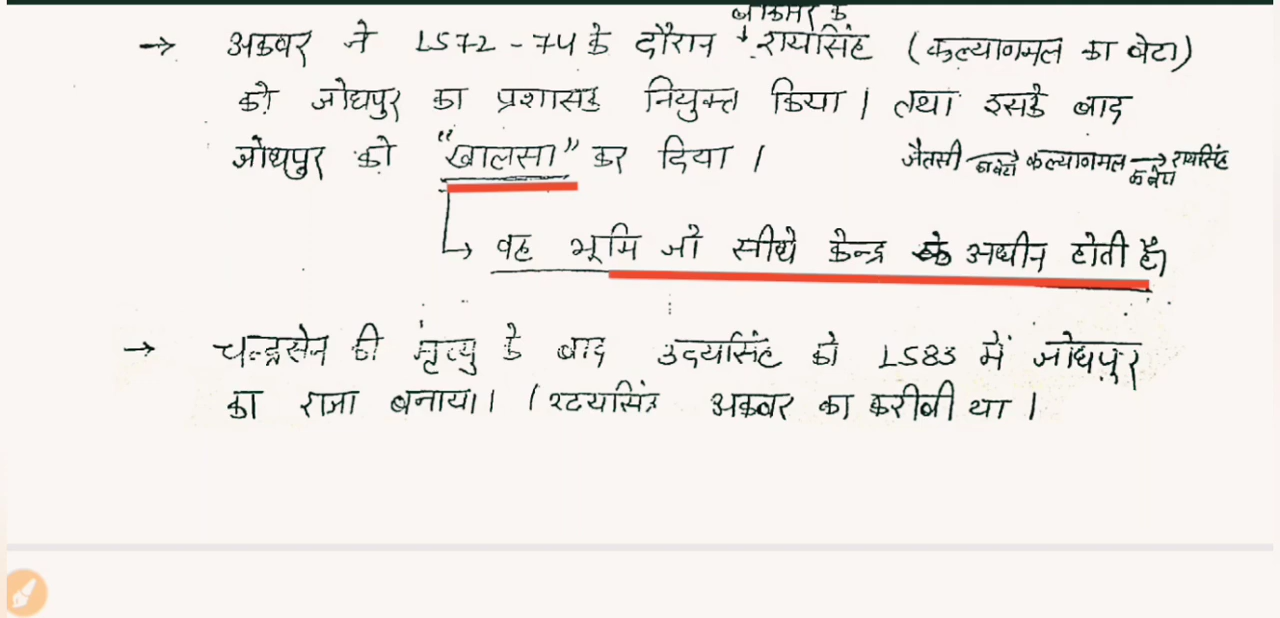 बीकानेर के
→ अकबर ने 1572-74 के दौरान ↓ रायसिंह (कल्याणमल का बेटा)
को जोधपुर का प्रशासक नियुक्त किया। तथा इसके बाद
जोधपुर को "खालसा" कर दिया।
जैतसी का बेटा → कल्याणमल का बेटा → रायसिंह
↳ वह भूमि जो सीधे केन्द्र के अधीन होती है।
→ चन्द्रसेन की मृत्यु के बाद उदयसिंह को 1583 में जोधपुर
का राजा बनाया। अकबर का करीबी था।